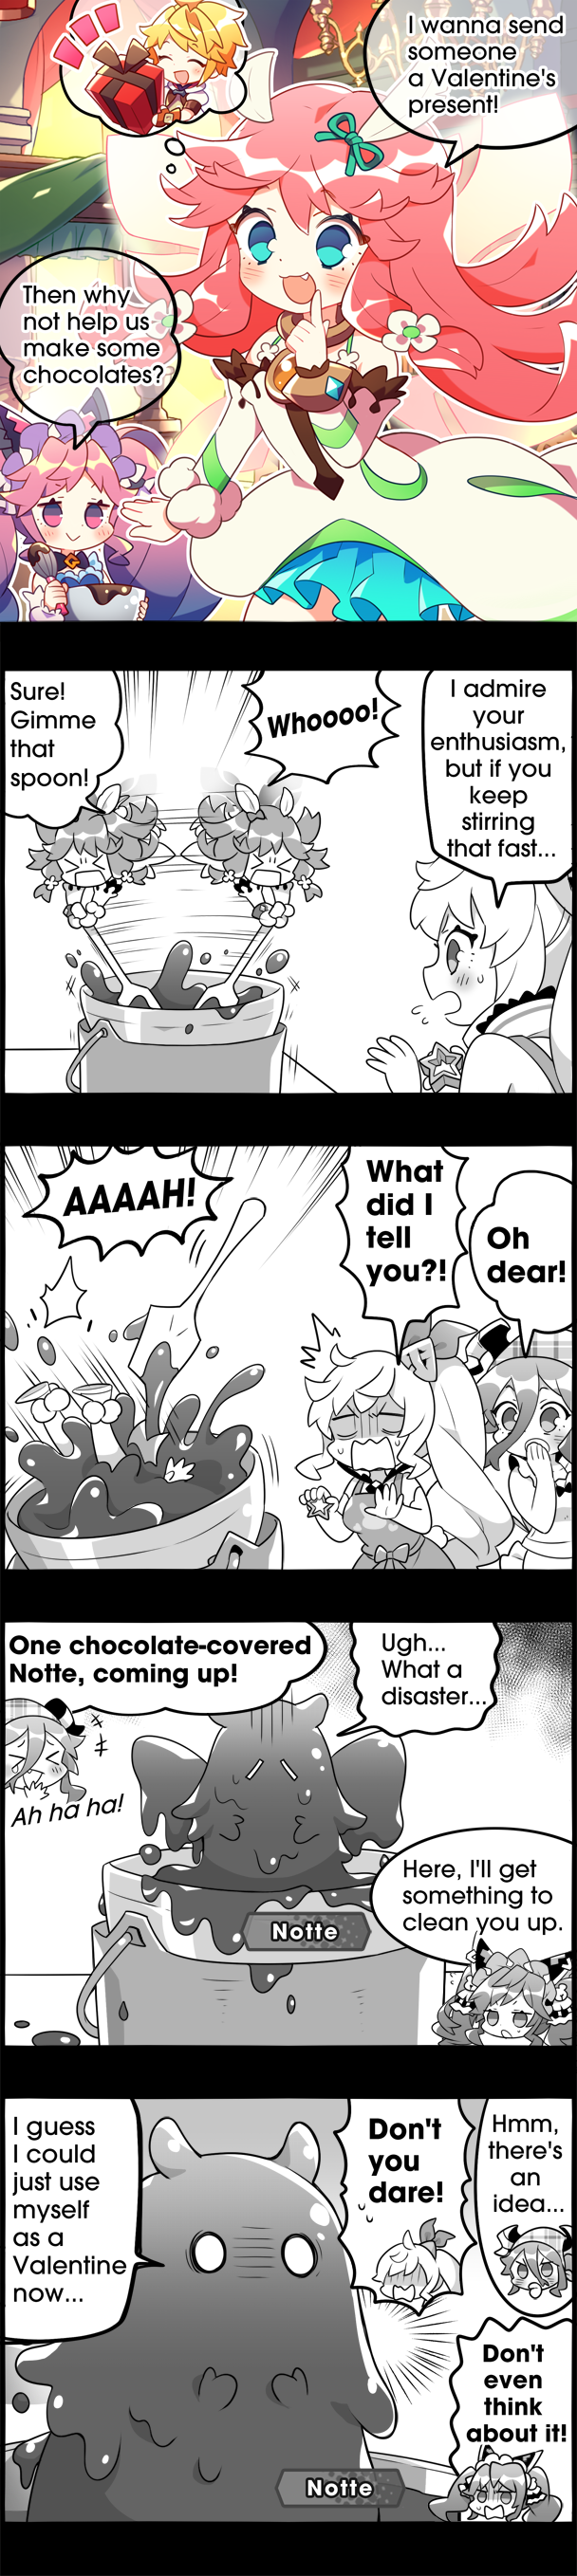 I wanna send
someone
a Valentine's
present!
Then why
not help us
make some
chocolates?
Sure!
Gimme
that
spoon!
Whoooo!
I admire
your
enthusiasm,
but if you
keep
stirring
that fast...
AAAAH!
What
did I
tell
you?!
Oh
dear!
One chocolate-covered
Notte, coming up!
Ugh...
What a
disaster...
Ah ha ha!
Here, I'll get
something to
clean you up.
Notte
I guess
I could
just use
myself
as a
Valentine
now...
Don't
you
dare!
Hmm,
there's
an
idea...
Don't
even
think
about it!
Notte